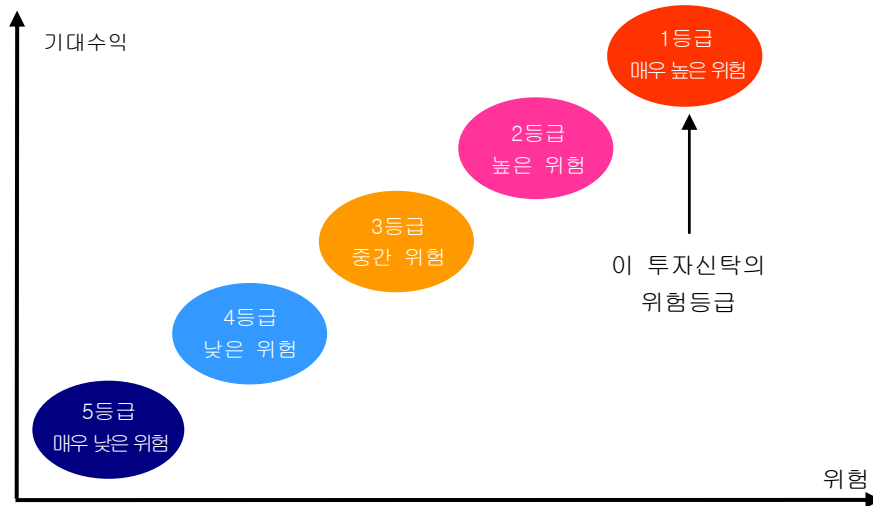 기대수익
1등급
매우 높은 위험
2등급
높은 위험
3등급
중간 위험
이 투자신탁의
위험등급
4등급
낮은 위험
5등급
매우 낮은 위험
위험